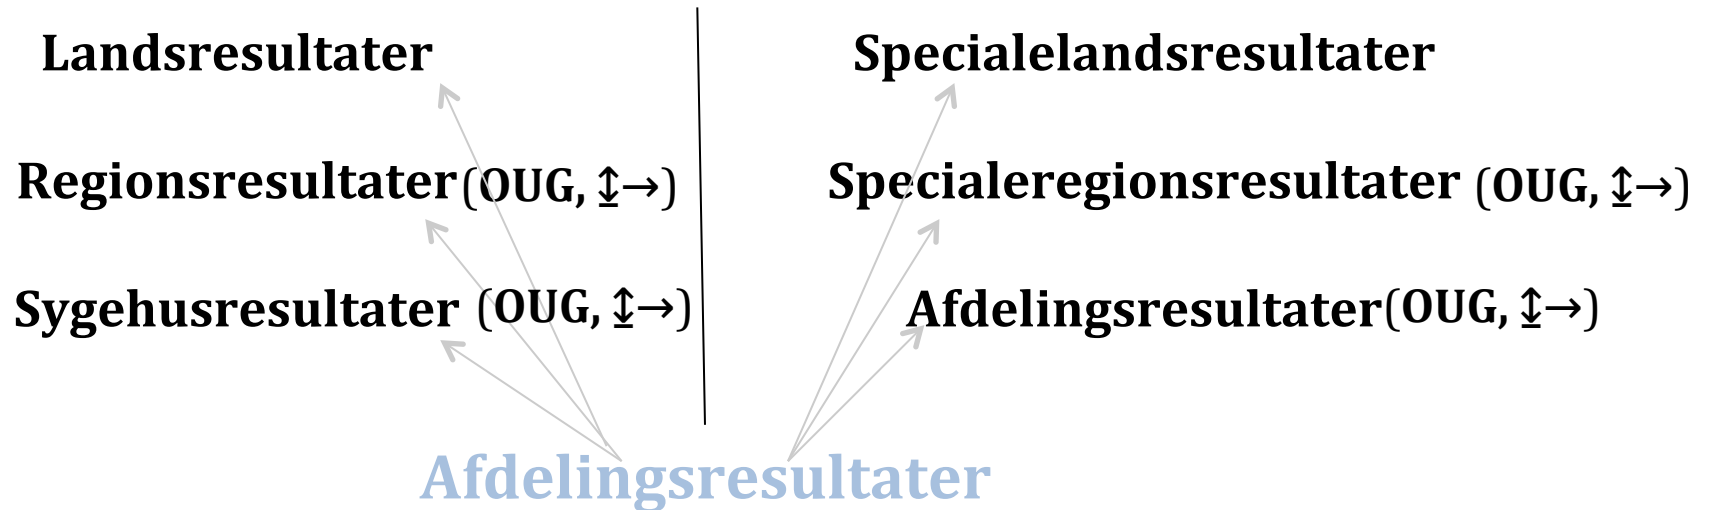 Landsresultater
Regionsresultater (OUG, ↨→)
Sygehusresultater (OUG, ↨→)
Specialelandsresultater
Specialeregionsresultater (OUG, ↨→)
Afdelingsresultater (OUG, ↨→)
Afdelingsresultater